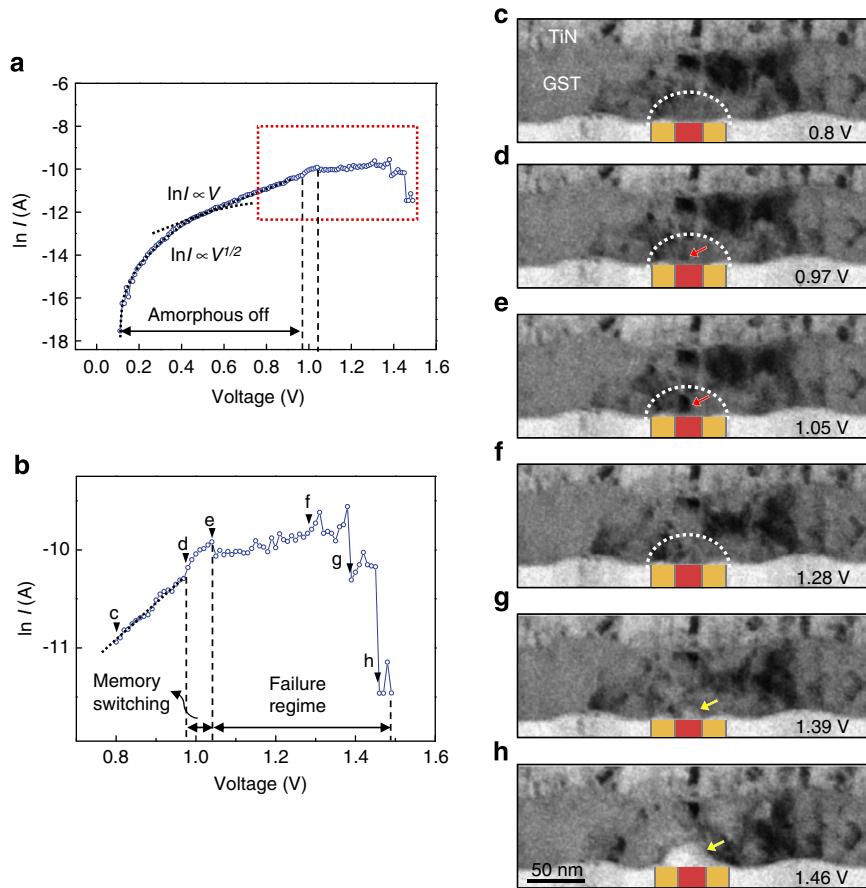 a
-6
-8
-10
-12
-14
-16
-18
ln I (A)
lnI ∝ V
lnI ∝ V1/2
Amorphous off
0.0 0.2 0.4 0.6 0.8 1.0 1.2 1.4 1.6
Voltage (V)
b
-10
-11
ln I (A)
c
d
e
f
g
h
Memory
switching
Failure
regime
0.8 1.0 1.2 1.4 1.6
Voltage (V)
c
TiN
GST
0.8 V
d
0.97 V
e
1.05 V
f
1.28 V
g
1.39 V
h
50 nm
1.46 V